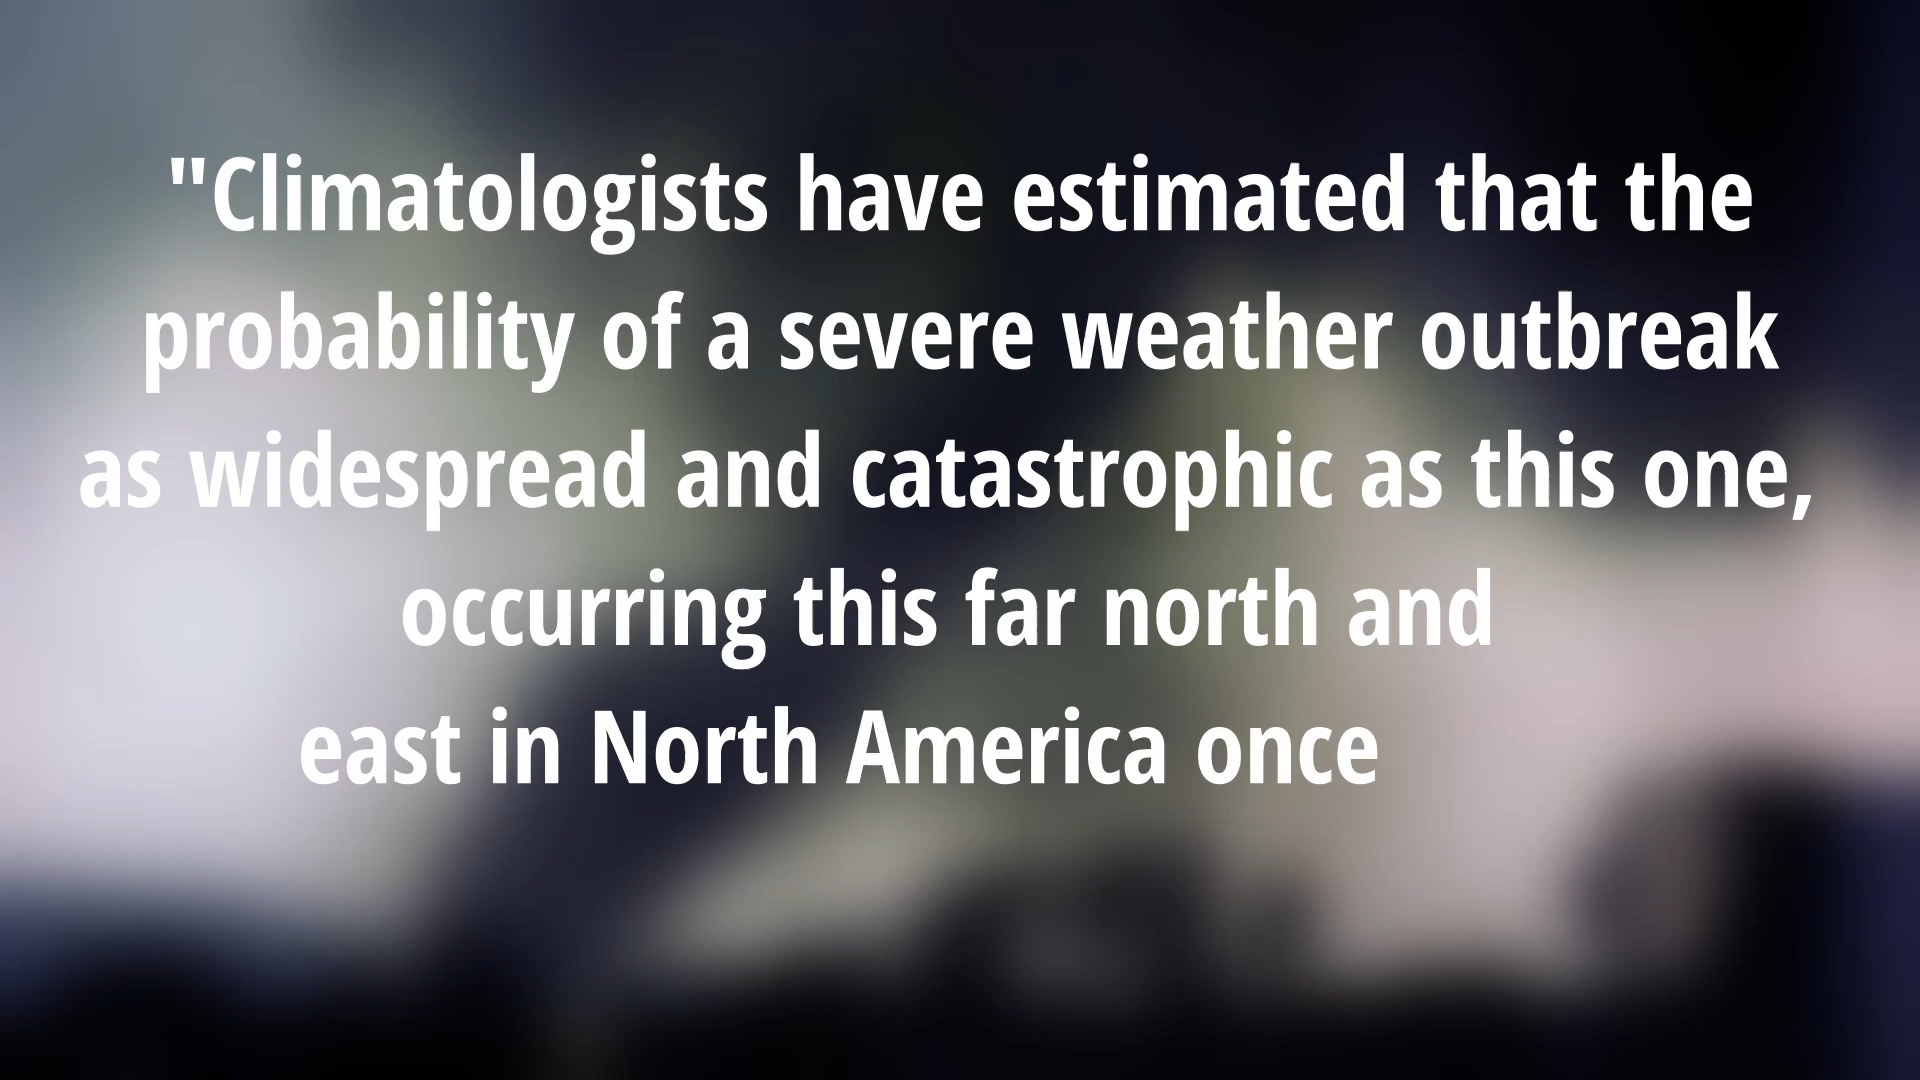 "Climatologists have estimated that the
probability of a severe weather outbreak
as widespread and catastrophic as this one,
occurring this far north and
east in North America once